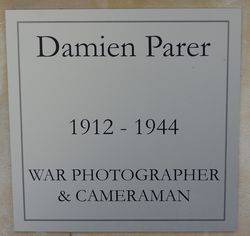 Damien Parer
1912 - 1944
WAR PHOTOGRAPHER
& CAMERAMAN